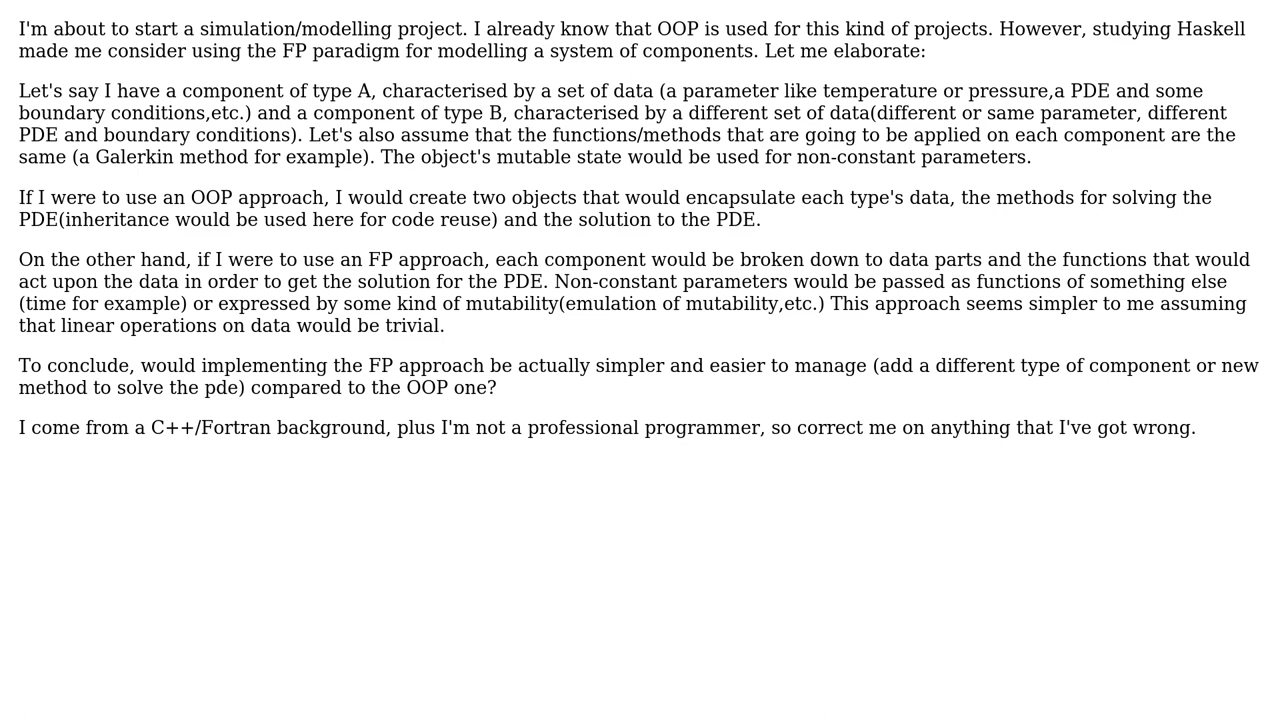 I'm about to start a simulation/modelling project. I already know that OOP is used for this kind of projects. However, studying Haskell
made me consider using the FP paradigm for modelling a system of components. Let me elaborate:
Let's say I have a component of type A, characterised by a set of data (a parameter like temperature or pressure,a PDE and some
boundary conditions,etc.) and a component of type B, characterised by a different set of data(different or same parameter, different
PDE and boundary conditions). Let's also assume that the functions/methods that are going to be applied on each component are the
same (a Galerkin method for example). The object's mutable state would be used for non-constant parameters.
If I were to use an OOP approach, I would create two objects that would encapsulate each type's data, the methods for solving the
PDE(inheritance would be used here for code reuse) and the solution to the PDE.
On the other hand, if I were to use an FP approach, each component would be broken down to data parts and the functions that would
act upon the data in order to get the solution for the PDE. Non-constant parameters would be passed as functions of something else
(time for example) or expressed by some kind of mutability(emulation of mutability,etc.) This approach seems simpler to me assuming
that linear operations on data would be trivial.
To conclude, would implementing the FP approach be actually simpler and easier to manage (add a different type of component or new
method to solve the pde) compared to the OOP one?
I come from a C++/Fortran background, plus I'm not a professional programmer, so correct me on anything that I've got wrong.